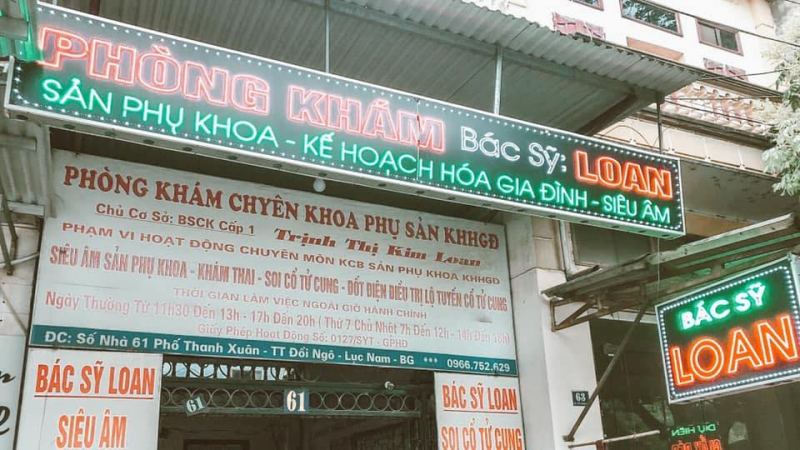 PHÒNG KHÁM Bác Sỹ: LOAN
SẢN PHỤ KHOA - KẾ HOẠCH HÓA GIA ĐÌNH - SIÊU ÂM
PHÒNG KHÁM CHYÊN KHOA PHỤ SẢN KHHGĐ
Chủ Cơ Sở: BSCK Cấp 1 Trịnh Thị Kim Loan
PHẠM VI HOẠT ĐỘNG CHUYÊN MÔN KCB SẢN PHỤ KHOA KHHGĐ
SIÊU ÂM SẢN PHỤ KHOA - KHÁM THAI - SOI CỔ TỬ CUNG - ĐỐT ĐIỆN ĐIỀU TRỊ LỘ TUYẾN CỔ TỬ CUNG
THỜI GIAN LÀM VIỆC NGOÀI GIỜ HÀNH CHÍNH
Ngày Thường Từ 11h30 Đến 13h - 17h Đến 20h ( Thứ 7 Chủ Nhật 7h Đến 12h - 14h Đến 18h)
Giấy Phép Hoạt Động Số: 0127/SYT - GPHĐ
ĐC: Số Nhà 61 Phố Thanh Xuân - TT Đồi Ngô - Lục Nam - BG *** 0966.752.629
BÁC SỸ
LOAN
BÁC SỸ LOAN
SIÊU ÂM
61
61
BÁC SỸ LOAN
SOI CỔ TỬ CUNG
63